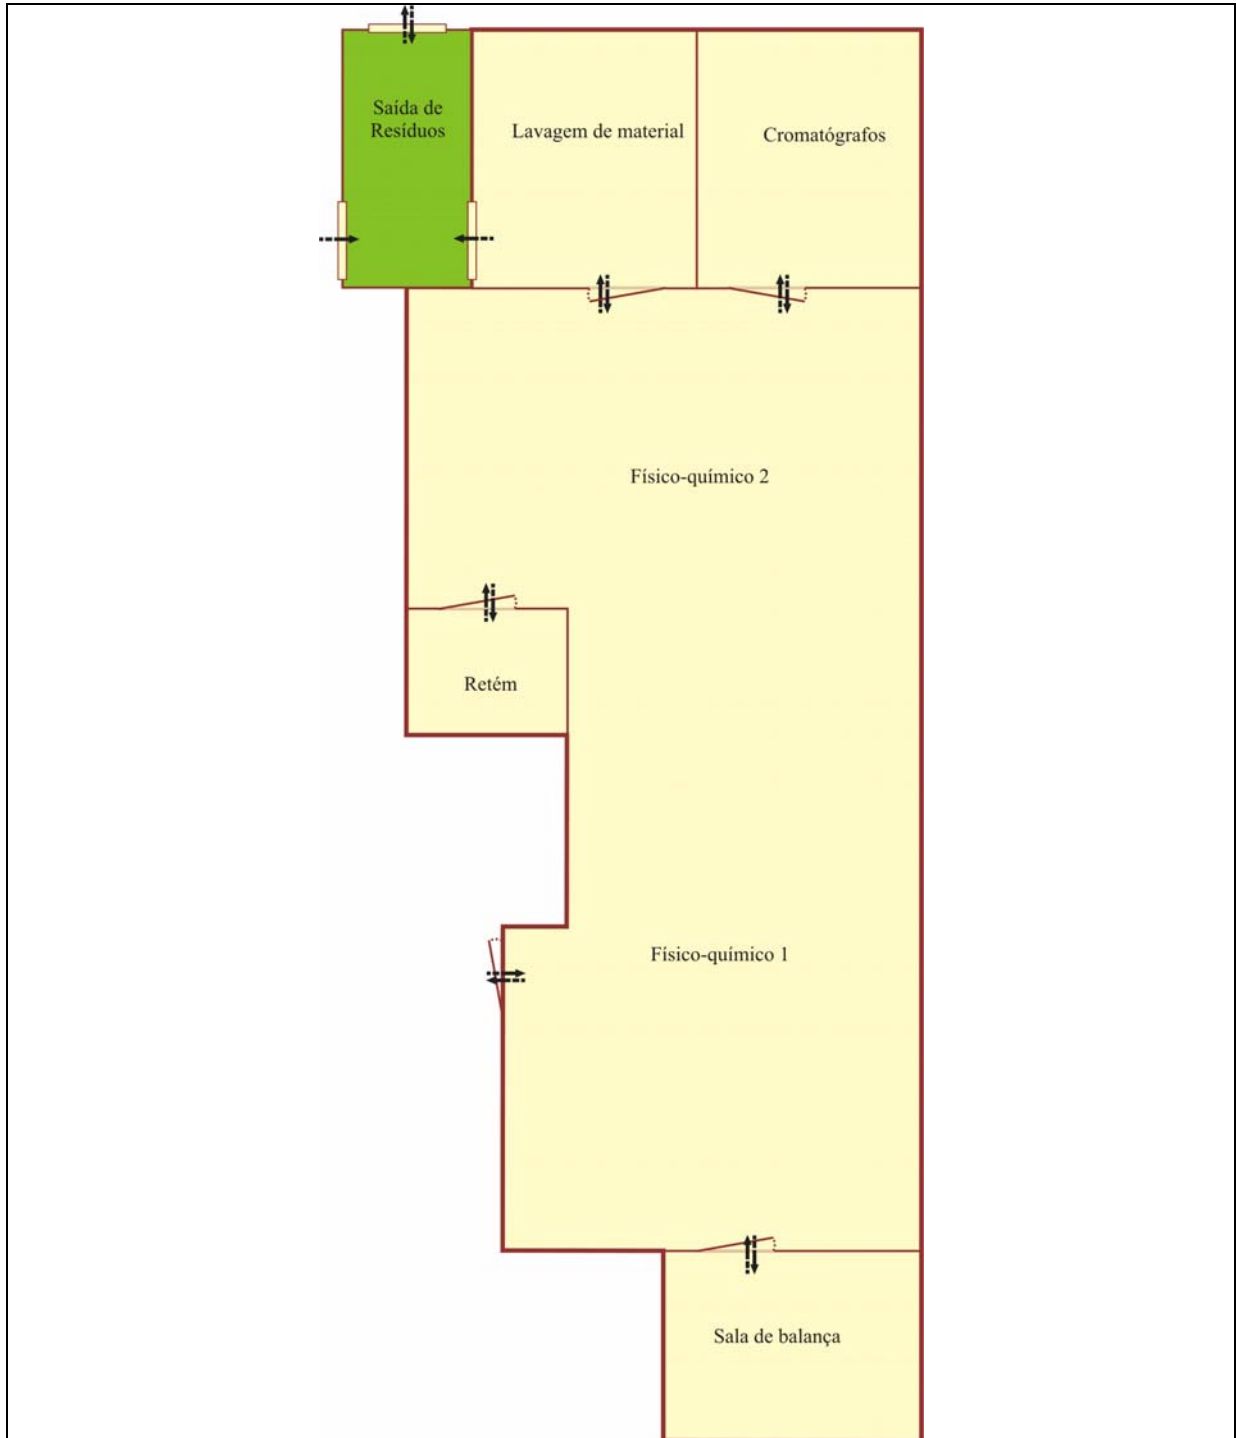 Saída de
Resíduos
Lavagem de material
Cromatógrafos
Físico-químico 2
Retém
Físico-químico 1
Sala de balança